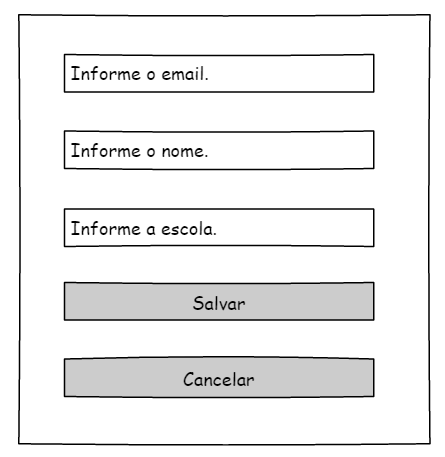 Informe o email.
Informe o nome.
Informe a escola.
Salvar
Cancelar